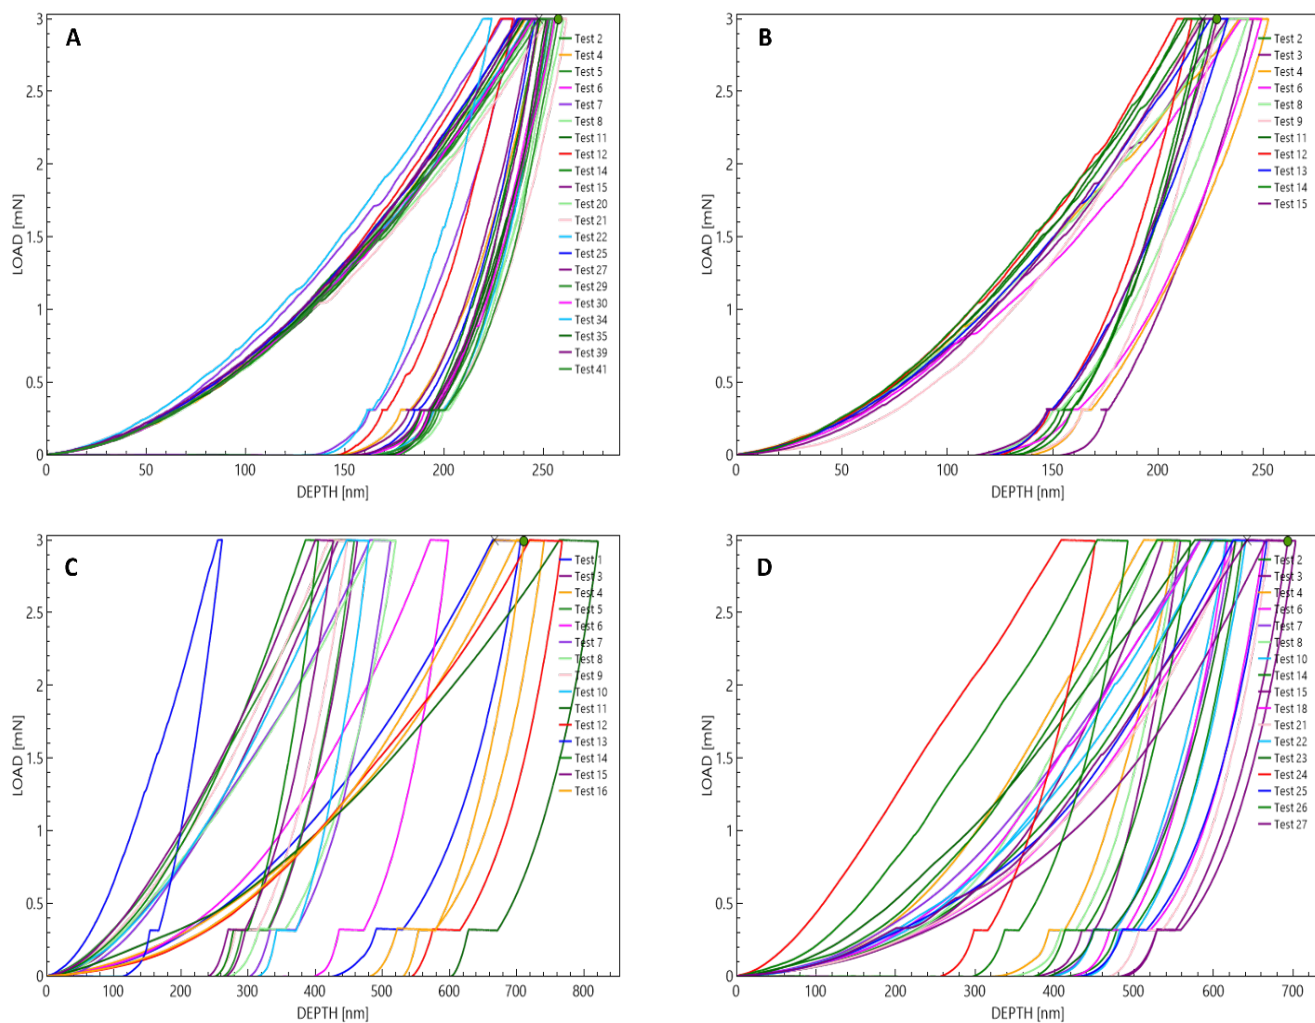 A
LOAD [mN]
3
2.5
2
1.5
1
0.5
0
0 50 100 150 200 250
DEPTH [nm]
Test 2
Test 4
Test 5
Test 6
Test 7
Test 8
Test 11
Test 12
Test 14
Test 15
Test 20
Test 21
Test 22
Test 25
Test 27
Test 29
Test 30
Test 34
Test 35
Test 39
Test 41
B
LOAD [mN]
3
2.5
2
1.5
1
0.5
0
0 50 100 150 200 250
DEPTH [nm]
Test 2
Test 3
Test 4
Test 6
Test 8
Test 9
Test 11
Test 12
Test 13
Test 14
Test 15
C
LOAD [mN]
3
2.5
2
1.5
1
0.5
0
0 100 200 300 400 500 600 700 800
DEPTH [nm]
Test 1
Test 3
Test 4
Test 5
Test 6
Test 7
Test 8
Test 9
Test 10
Test 11
Test 12
Test 13
Test 14
Test 15
Test 16
D
LOAD [mN]
3
2.5
2
1.5
1
0.5
0
0 100 200 300 400 500 600 700
DEPTH [nm]
Test 2
Test 3
Test 4
Test 6
Test 7
Test 8
Test 10
Test 14
Test 15
Test 18
Test 21
Test 22
Test 23
Test 24
Test 25
Test 26
Test 27